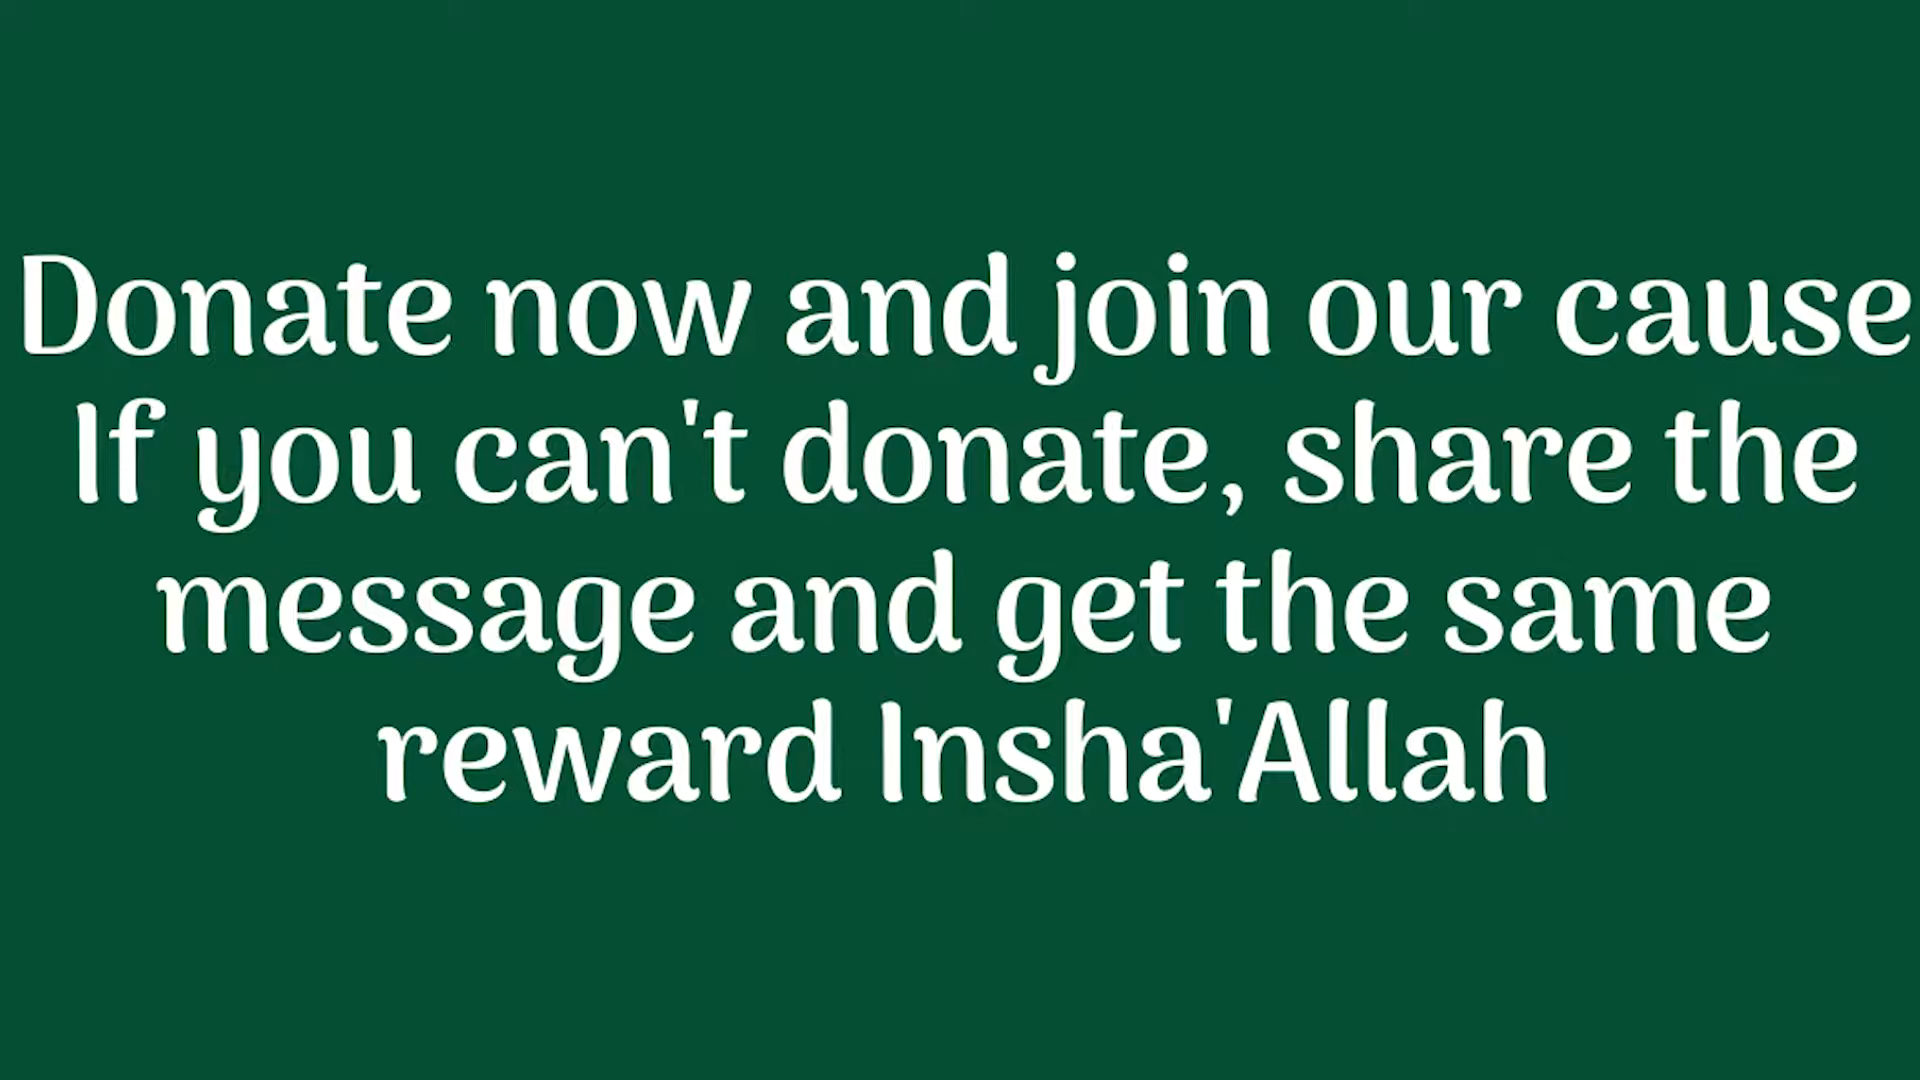 Donate now and join our cause
If you can't donate, share the
message and get the same
reward Insha'Allah